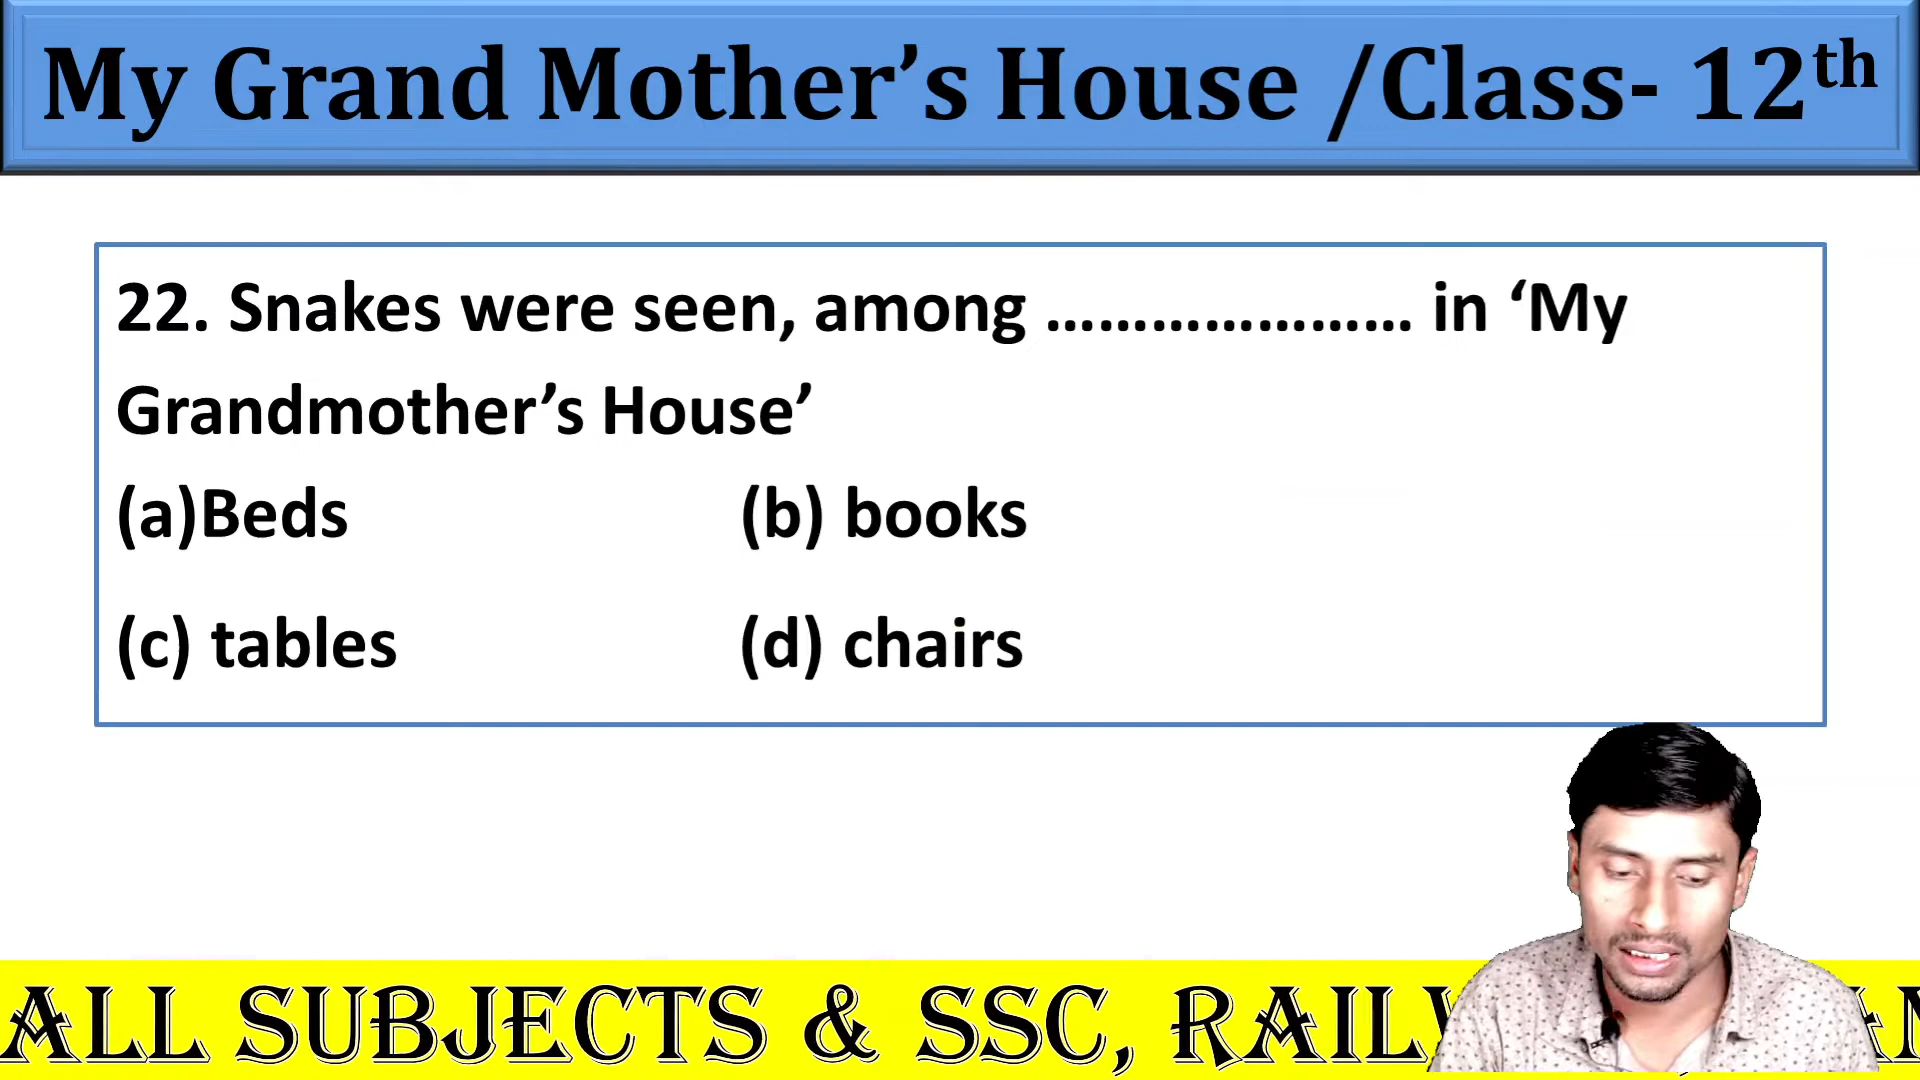 My Grand Mother’s House /Class- 12th
22. Snakes were seen, among ………………… in ‘My
Grandmother’s House’
(a)Beds (b) books
(c) tables (d) chairs
ALL SUBJECTS & SSC,